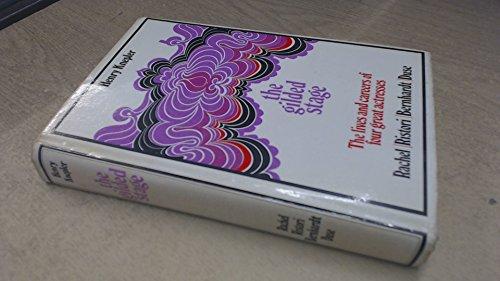 Henry Knepler
the
gilded
stage
The lives and careers of
four great actresses
Rachel Ristori Bernhardt Duse
Henry
Knepler
the
gilded
stage
Rachel
Ristori
Bernhardt
Duse